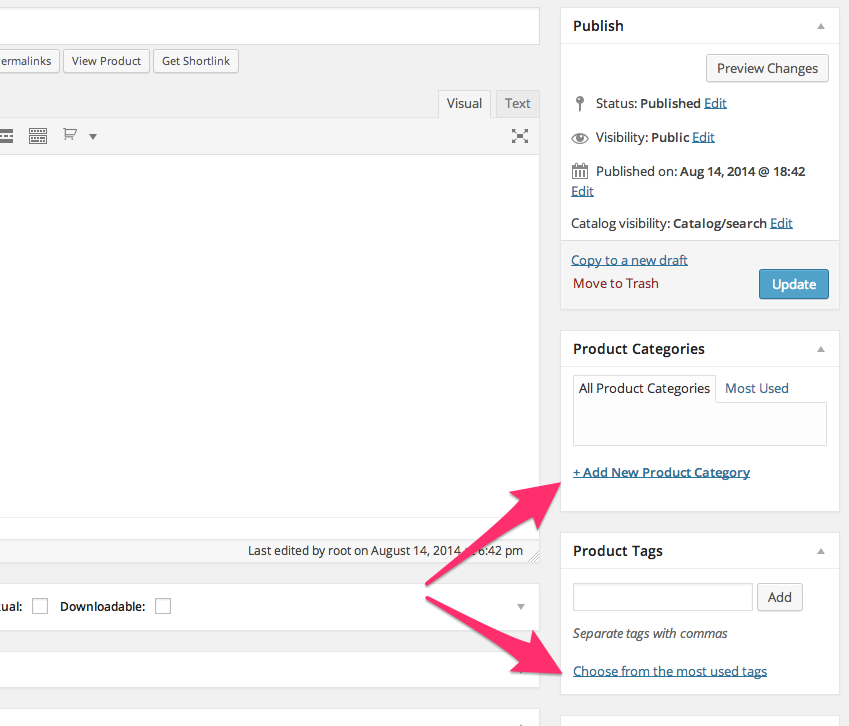 ermalinks
View Product
Get Shortlink
Visual
Text
Last edited by root on August 14, 2014 6:42 pm
ual:
Downloadable:
Publish
Preview Changes
Status: Published Edit
Visibility: Public Edit
Published on: Aug 14, 2014 @ 18:42
Edit
Catalog visibility: Catalog/search Edit
Copy to a new draft
Move to Trash
Update
Product Categories
All Product Categories
Most Used
+ Add New Product Category
Product Tags
Add
Separate tags with commas
Choose from the most used tags